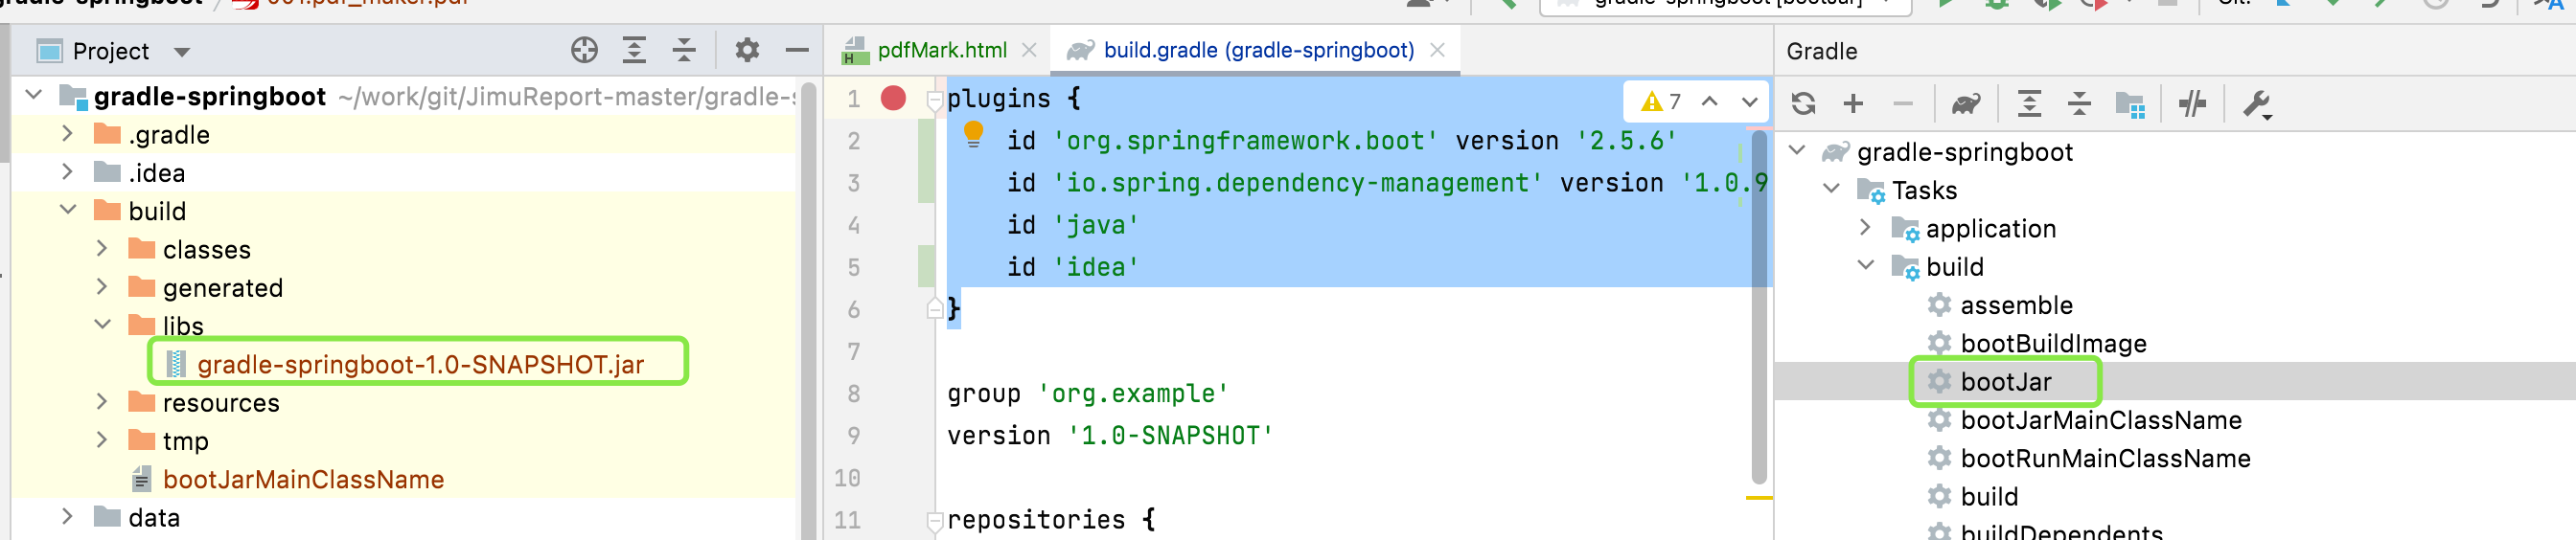 gradle-springboot
001.pdf_maker.pdf
gradle-springboot [bootJar]
Git:
Project
gradle-springboot ~/work/git/JimuReport-master/gradle-s
.gradle
.idea
build
classes
generated
libs
gradle-springboot-1.0-SNAPSHOT.jar
resources
tmp
bootJarMainClassName
data
pdfMark.html
build.gradle (gradle-springboot)
7
1 plugins {
2 id 'org.springframework.boot' version '2.5.6'
3 id 'io.spring.dependency-management' version '1.0.9
4 id 'java'
5 id 'idea'
6 }
7
8 group 'org.example'
9 version '1.0-SNAPSHOT'
10
11 repositories {
Gradle
gradle-springboot
Tasks
application
build
assemble
bootBuildImage
bootJar
bootJarMainClassName
bootRunMainClassName
build
buildDependents